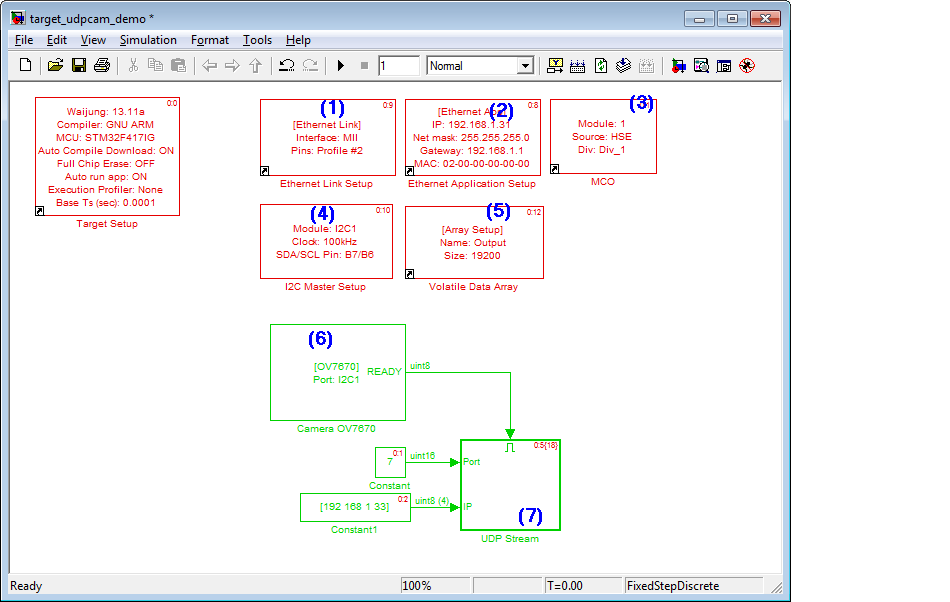 target_udpcam_demo *
File Edit View Simulation Format Tools Help
1
Normal
0:0
Waijung: 13.11a
Compiler: GNU ARM
MCU: STM32F417IG
Auto Compile Download: ON
Full Chip Erase: OFF
Auto run app: ON
Execution Profiler: None
Base Ts (sec): 0.0001
Target Setup
(1)
0:9
[Ethernet Link]
Interface: MII
Pins: Profile #2
Ethernet Link Setup
(2)
0:8
[Ethernet
IP: 192.168.1.31
Net mask: 255.255.255.0
Gateway: 192.168.1.1
MAC: 02-00-00-00-00-00
Ethernet Application Setup
(3)
Module: 1
Source: HSE
Div: Div_1
MCO
(4)
0:10
Module: I2C1
Clock: 100kHz
SDA/SCL Pin: B7/B6
I2C Master Setup
(5)
0:12
[Array Setup]
Name: Output
Size: 19200
Volatile Data Array
(6)
[OV7670]
Port: I2C1
READY
uint8
Camera OV7670
0:1
7
uint16
Constant
0:2
[192 168 1 33]
uint8 (4)
Constant1
0:5{18}
Port
IP
(7)
UDP Stream
Ready
100%
T=0.00
FixedStepDiscrete